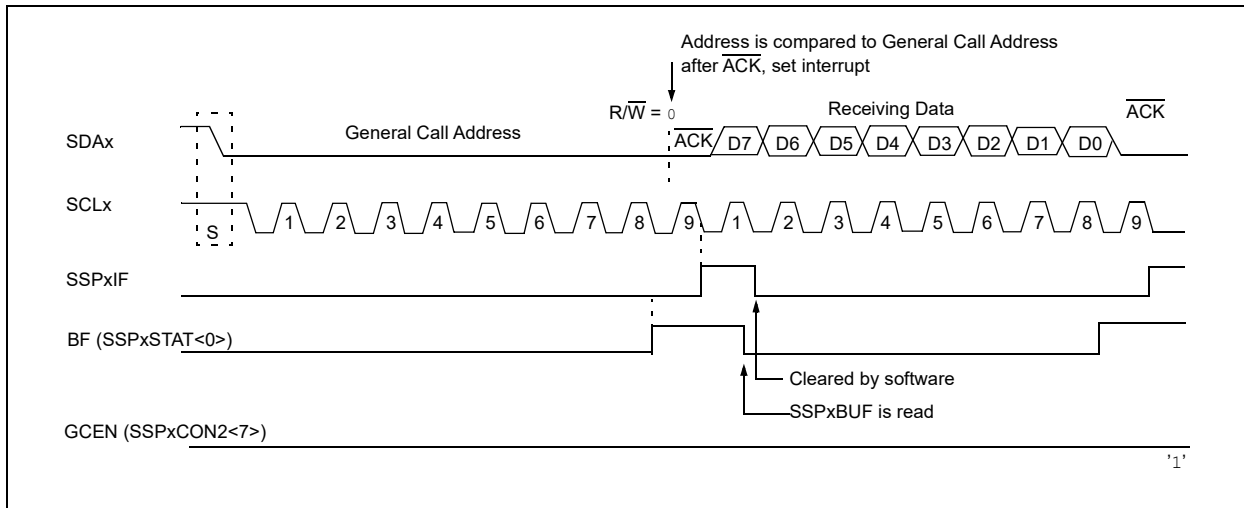 Address is compared to General Call Address
after ACK, set interrupt
R/W = 0
General Call Address
Receiving Data
ACK
SDAx
ACK D7 D6 D5 D4 D3 D2 D1 D0
SCLx
S 1 2 3 4 5 6 7 8 9 1 2 3 4 5 6 7 8 9
SSPxIF
BF (SSPxSTAT<0>)
Cleared by software
SSPxBUF is read
GCEN (SSPxCON2<7>)
'1'